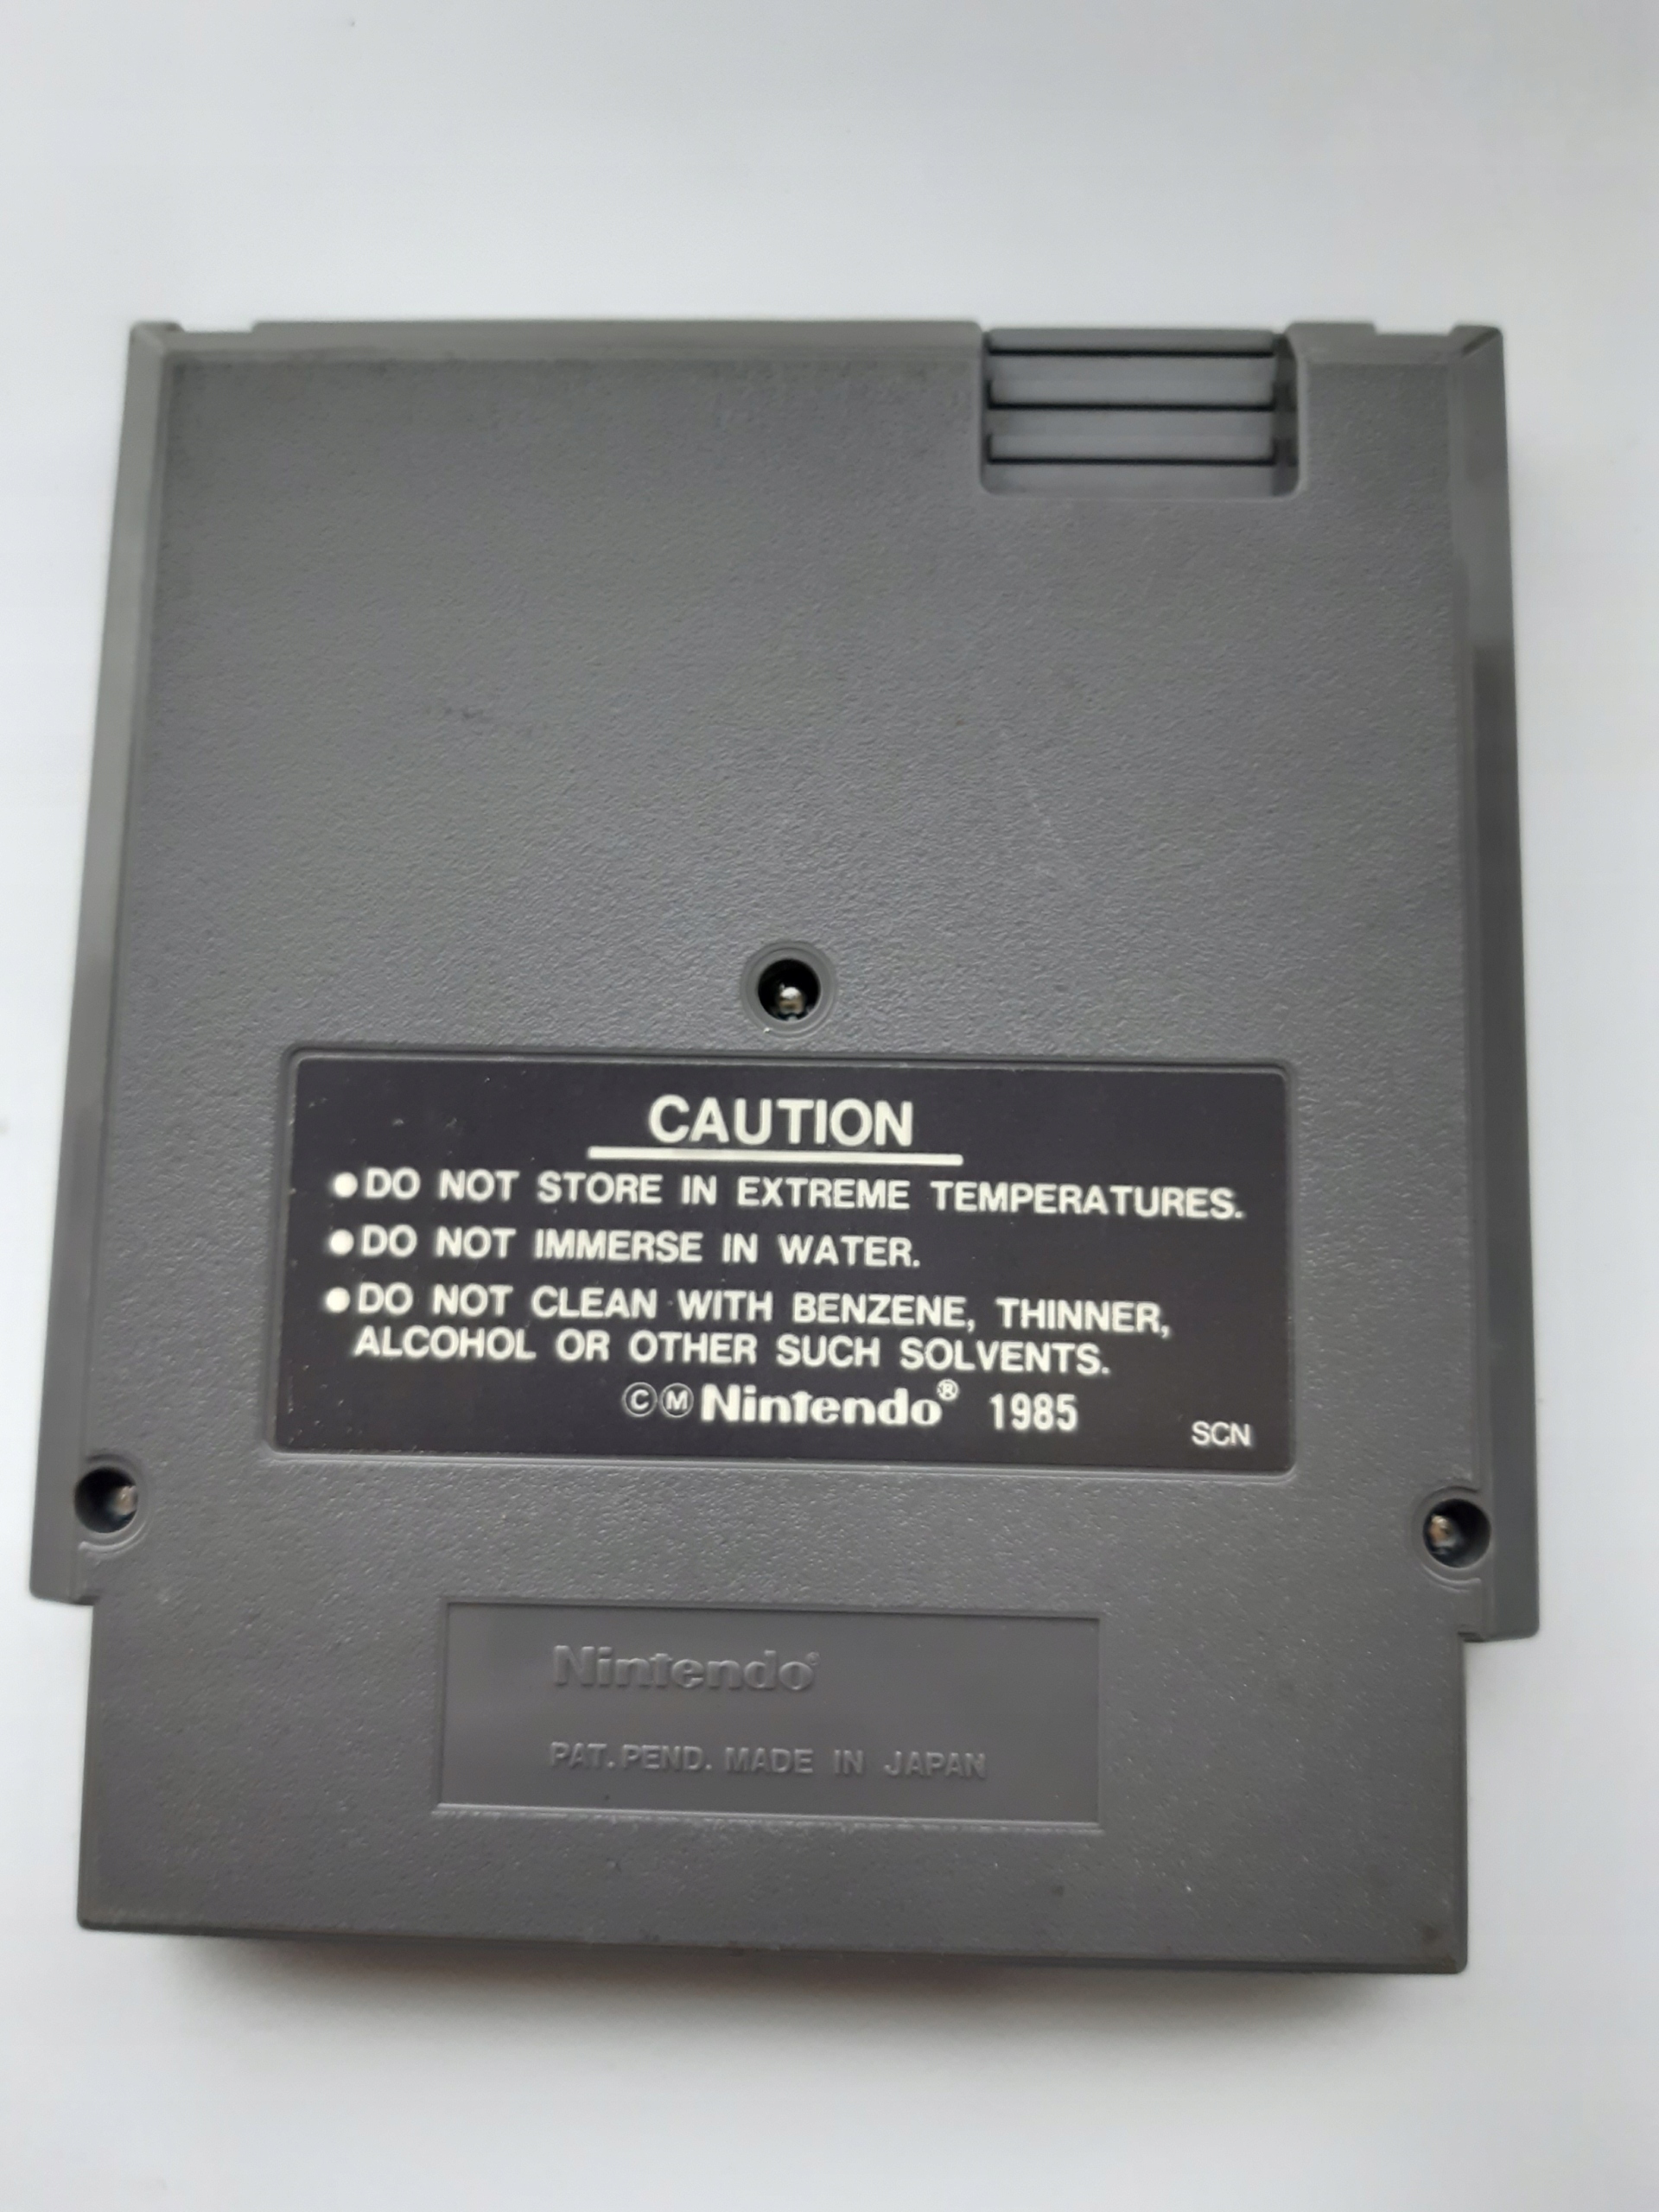 CAUTION
●DO NOT STORE IN EXTREME TEMPERATURES.
●DO NOT IMMERSE IN WATER.
●DO NOT CLEAN WITH BENZENE, THINNER,
ALCOHOL OR OTHER SUCH SOLVENTS.
©Ⓜ Nintendo® 1985
SCN
Nintendo®
PAT. PEND. MADE IN JAPAN